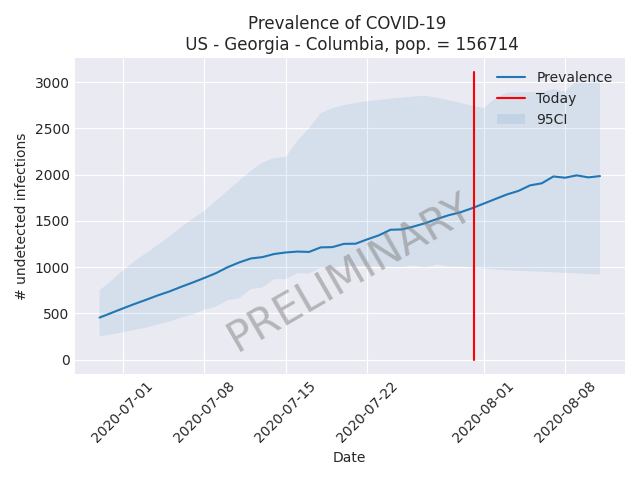 Prevalence of COVID-19
US - Georgia - Columbia, pop. = 156714
3000
2500
2000
1500
1000
500
0
# undetected infections
Prevalence
Today
95CI
PRELIMINARY
2020-07-01
2020-07-08
2020-07-15
2020-07-22
2020-08-01
2020-08-08
Date